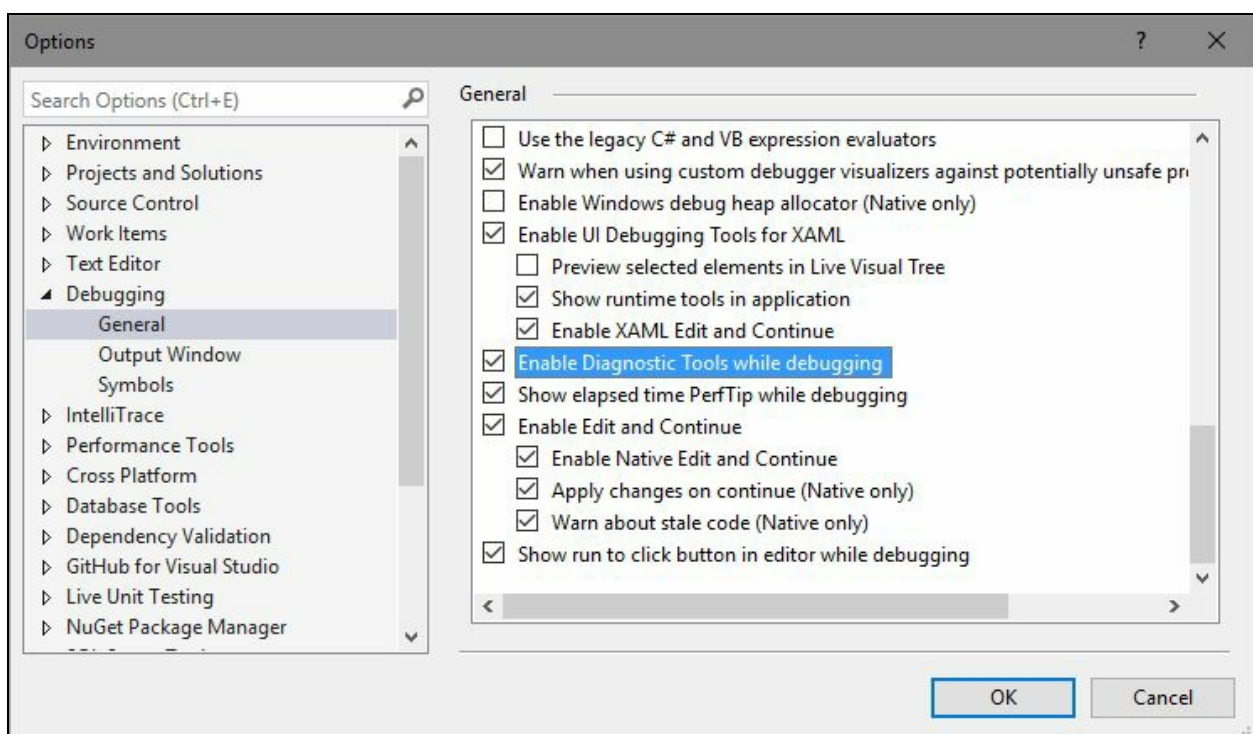 Options
?
Search Options (Ctrl+E)
Environment
Projects and Solutions
Source Control
Work Items
Text Editor
Debugging
General
Output Window
Symbols
IntelliTrace
Performance Tools
Cross Platform
Database Tools
Dependency Validation
GitHub for Visual Studio
Live Unit Testing
NuGet Package Manager
General
Use the legacy C# and VB expression evaluators
Warn when using custom debugger visualizers against potentially unsafe pr
Enable Windows debug heap allocator (Native only)
Enable UI Debugging Tools for XAML
Preview selected elements in Live Visual Tree
Show runtime tools in application
Enable XAML Edit and Continue
Enable Diagnostic Tools while debugging
Show elapsed time PerfTip while debugging
Enable Edit and Continue
Enable Native Edit and Continue
Apply changes on continue (Native only)
Warn about stale code (Native only)
Show run to click button in editor while debugging
OK
Cancel